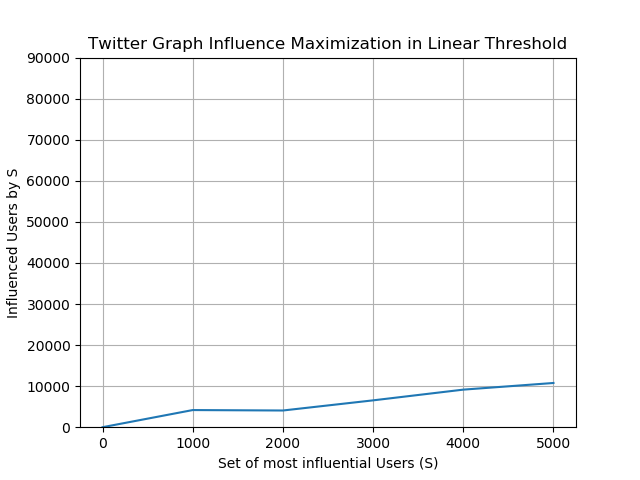 Twitter Graph Influence Maximization in Linear Threshold
90000
80000
70000
60000
50000
40000
30000
20000
10000
0
Influenced Users by S
0 1000 2000 3000 4000 5000
Set of most influential Users (S)